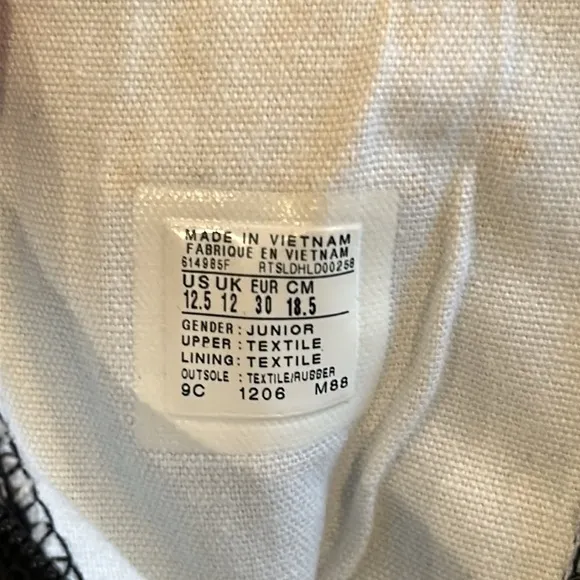 MADE IN VIETNAM
FABRIQUE EN VIETNAM
614985F RTSLDHLD00258
US UK EUR CM
12.5 12 30 18.5
GENDER : JUNIOR
UPPER : TEXTILE
LINING : TEXTILE
OUTSOLE : TEXTILE/RUBBER
9C 1206 M88